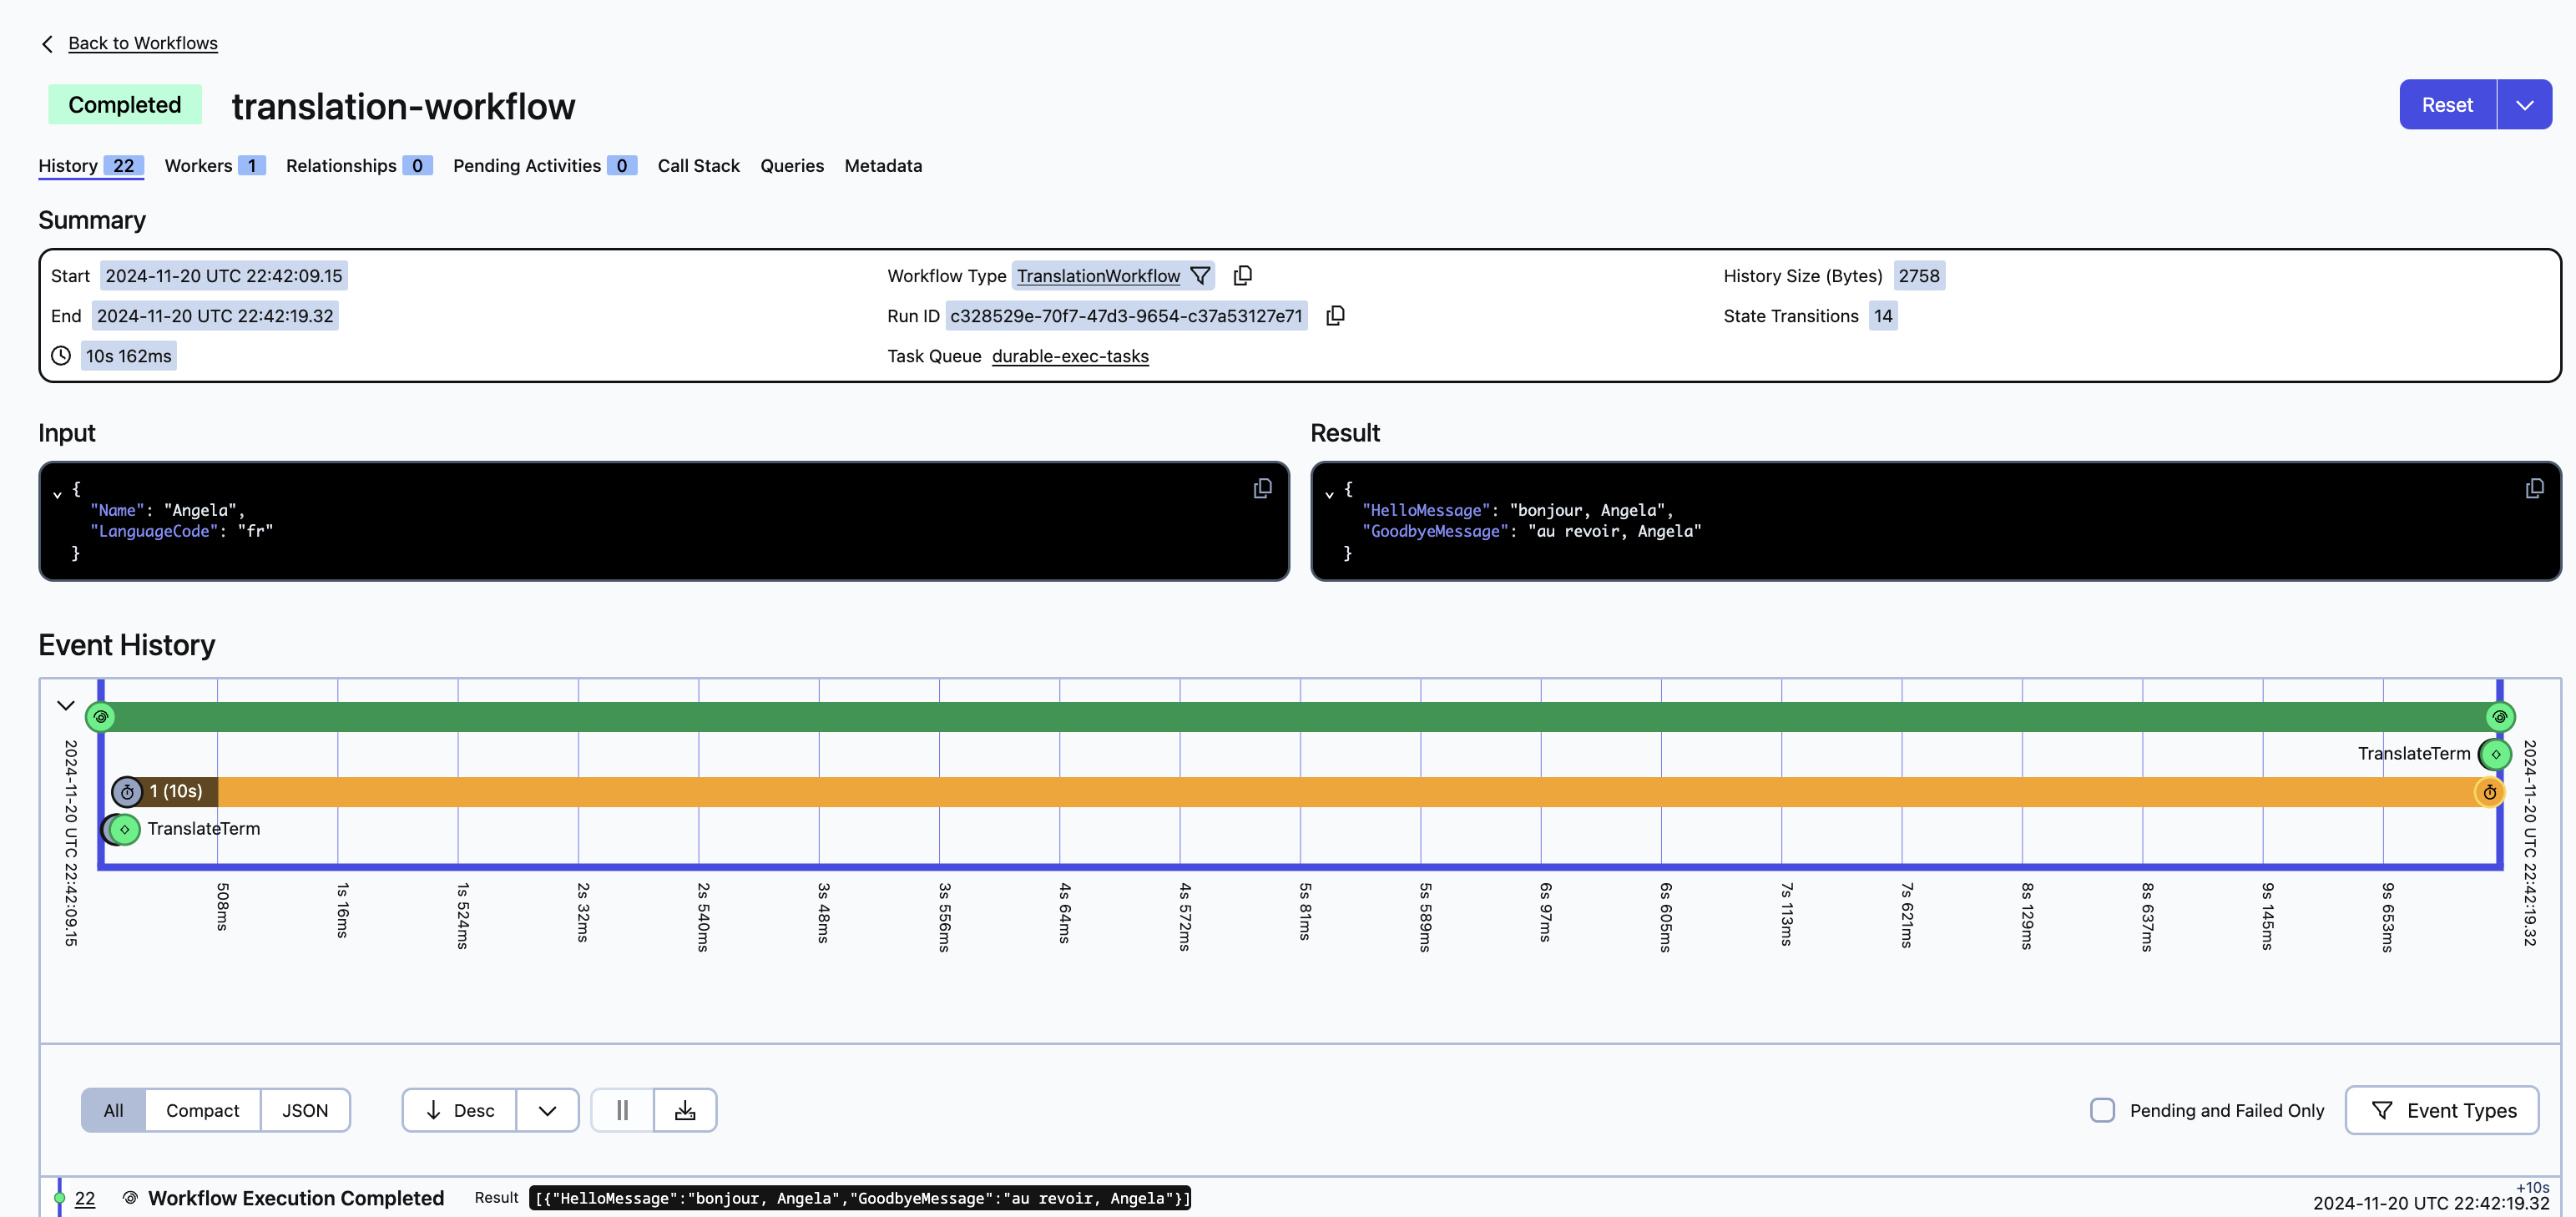 Back to Workflows
Completed translation-workflow
Reset
History 22 Workers 1 Relationships 0 Pending Activities 0 Call Stack Queries Metadata
Summary
Start 2024-11-20 UTC 22:42:09.15
End 2024-11-20 UTC 22:42:19.32
10s 162ms
Workflow Type TranslationWorkflow
Run ID c328529e-70f7-47d3-9654-c37a53127e71
Task Queue durable-exec-tasks
History Size (Bytes) 2758
State Transitions 14
Input
{
"Name": "Angela",
"LanguageCode": "fr"
}
Result
{
"HelloMessage": "bonjour, Angela",
"GoodbyeMessage": "au revoir, Angela"
}
Event History
2024-11-20 UTC 22:42:09.15
TranslateTerm
1 (10s)
TranslateTerm
2024-11-20 UTC 22:42:19.32
508ms
1s 16ms
1s 524ms
2s 32ms
2s 540ms
3s 48ms
3s 556ms
4s 64ms
4s 572ms
5s 81ms
5s 589ms
6s 97ms
6s 605ms
7s 113ms
7s 621ms
8s 129ms
8s 637ms
9s 145ms
9s 653ms
All Compact JSON Desc
Pending and Failed Only Event Types
22 Workflow Execution Completed Result [{"HelloMessage":"bonjour, Angela","GoodbyeMessage":"au revoir, Angela"}]
+10s
2024-11-20 UTC 22:42:19.32